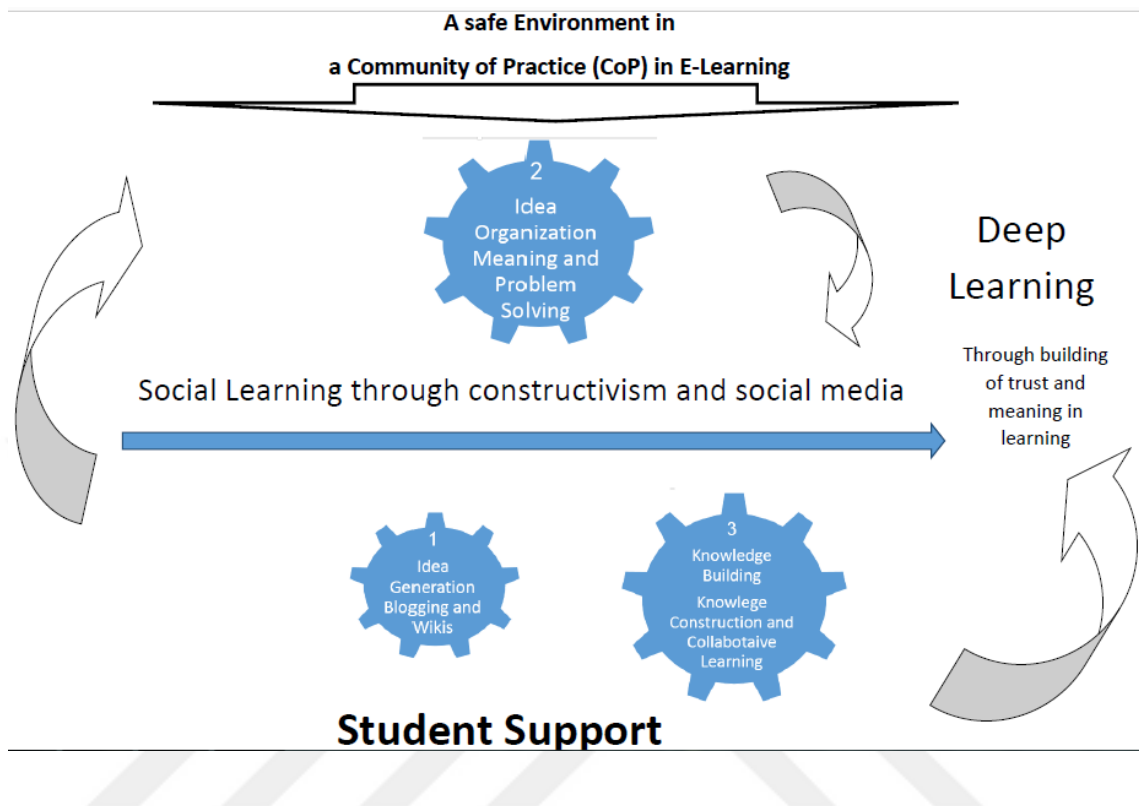 A safe Environment in
a Community of Practice (CoP) in E-Learning
2
Idea
Organization
Meaning and
Problem
Solving
Deep
Learning
Through building
of trust and
meaning in
learning
Social Learning through constructivism and social media
1
Idea
Generation
Blogging and
Wikis
3
Knowledge
Building
Knowlege
Construction and
Collabotaive
Learning
Student Support